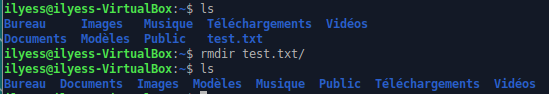 ilyess@ilyess-VirtualBox:~$ ls
Bureau Images Musique Téléchargements Vidéos
Documents Modèles Public test.txt
ilyess@ilyess-VirtualBox:~$ rmdir test.txt/
ilyess@ilyess-VirtualBox:~$ ls
Bureau Documents Images Modèles Musique Public Téléchargements Vidéos